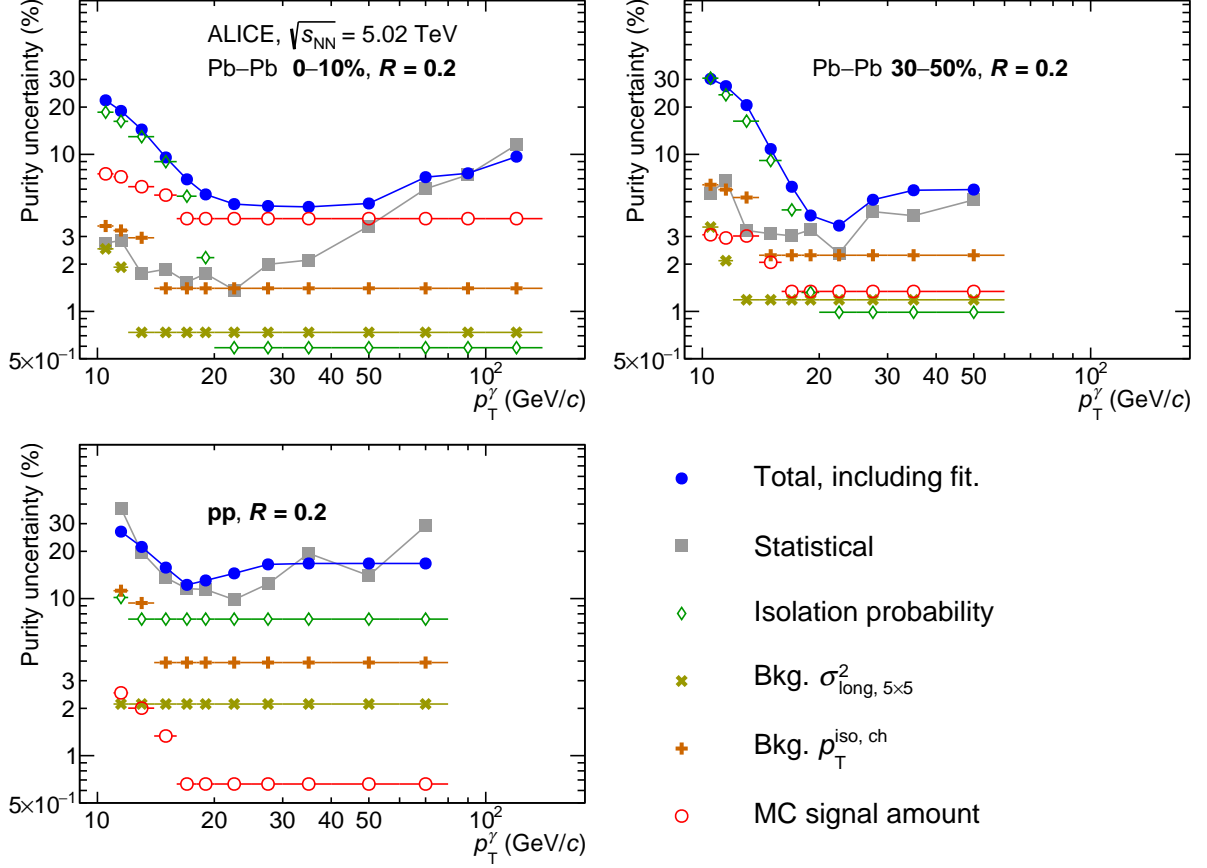 Purity uncertainty (%)
ALICE, √s_NN = 5.02 TeV
Pb–Pb 0–10%, R = 0.2
30
20
10
3
2
1
5×10⁻¹
10 20 30 40 50 10²
p_T^γ (GeV/c)
Purity uncertainty (%)
Pb–Pb 30–50%, R = 0.2
30
20
10
3
2
1
5×10⁻¹
10 20 30 40 50 10²
p_T^γ (GeV/c)
Purity uncertainty (%)
pp, R = 0.2
30
20
10
3
2
1
5×10⁻¹
10 20 30 40 50 10²
p_T^γ (GeV/c)
Total, including fit.
Statistical
Isolation probability
Bkg. σ²_long, 5×5
Bkg. p_T^iso, ch
MC signal amount